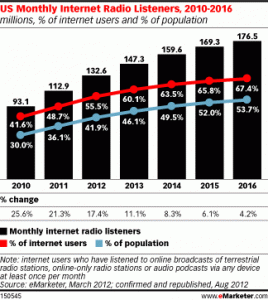 US Monthly Internet Radio Listeners, 2010-2016
millions, % of internet users and % of population
176.5
169.3
159.6
147.3
132.6
112.9
93.1
41.6% 48.7% 55.5% 60.1% 63.5% 65.8% 67.4%
30.0% 36.1% 41.9% 46.1% 49.5% 52.0% 53.7%
2010 2011 2012 2013 2014 2015 2016
% change
25.6% 21.3% 17.4% 11.1% 8.3% 6.1% 4.2%
Monthly internet radio listeners
% of internet users % of population
Note: internet users who have listened to online broadcasts of terrestrial
radio stations, online-only radio stations or audio podcasts via any device
at least once per month
Source: eMarketer, March 2012; confirmed and republished, Aug 2012
150545 www.eMarketer.com